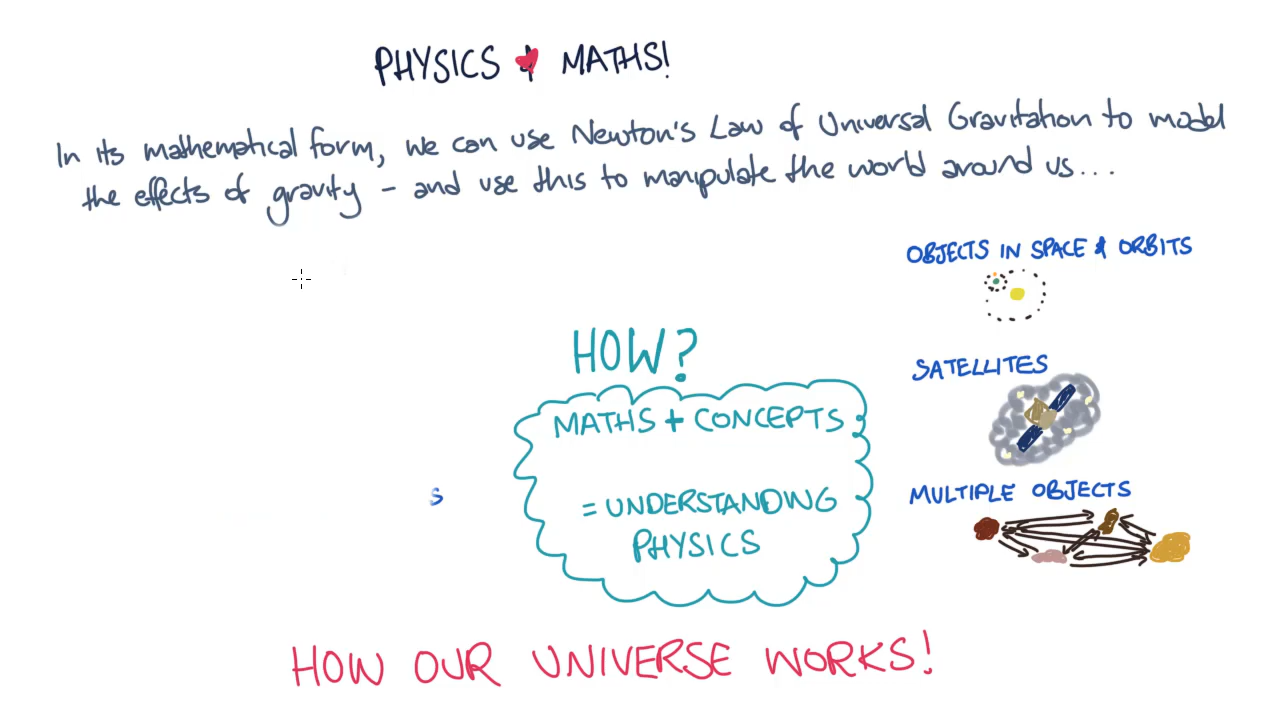 PHYSICS & MATHS!
In its mathematical form, we can use Newton's Law of Universal Gravitation to model
the effects of gravity – and use this to manipulate the world around us...
OBJECTS IN SPACE & ORBITS
HOW?
SATELLITES
MATHS + CONCEPTS
MULTIPLE OBJECTS
S
= UNDERSTANDING
PHYSICS
HOW OUR UNIVERSE WORKS!